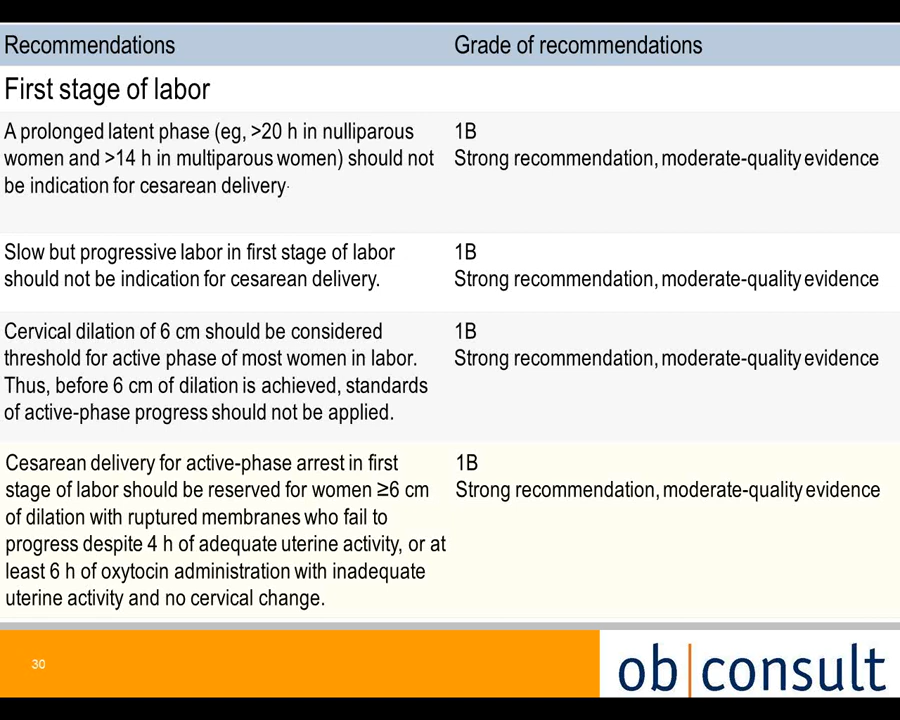 Recommendations Grade of recommendations
First stage of labor
A prolonged latent phase (eg, >20 h in nulliparous
women and >14 h in multiparous women) should not
be indication for cesarean delivery.
1B
Strong recommendation, moderate-quality evidence
Slow but progressive labor in first stage of labor
should not be indication for cesarean delivery.
1B
Strong recommendation, moderate-quality evidence
Cervical dilation of 6 cm should be considered
threshold for active phase of most women in labor.
Thus, before 6 cm of dilation is achieved, standards
of active-phase progress should not be applied.
1B
Strong recommendation, moderate-quality evidence
Cesarean delivery for active-phase arrest in first
stage of labor should be reserved for women ≥6 cm
of dilation with ruptured membranes who fail to
progress despite 4 h of adequate uterine activity, or at
least 6 h of oxytocin administration with inadequate
uterine activity and no cervical change.
1B
Strong recommendation, moderate-quality evidence
30
ob|consult